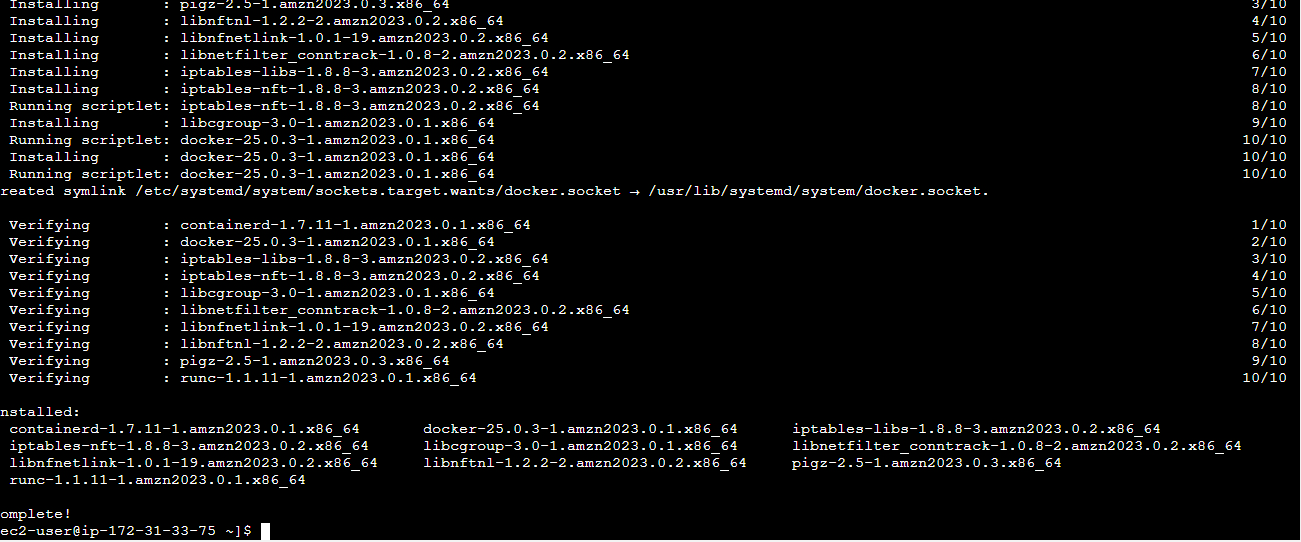 Installing : pigz-2.5-1.amzn2023.0.3.x86_64 3/10
Installing : libnftnl-1.2.2-2.amzn2023.0.2.x86_64 4/10
Installing : libnfnetlink-1.0.1-19.amzn2023.0.2.x86_64 5/10
Installing : libnetfilter_conntrack-1.0.8-2.amzn2023.0.2.x86_64 6/10
Installing : iptables-libs-1.8.8-3.amzn2023.0.2.x86_64 7/10
Installing : iptables-nft-1.8.8-3.amzn2023.0.2.x86_64 8/10
Running scriptlet: iptables-nft-1.8.8-3.amzn2023.0.2.x86_64 8/10
Installing : libcgroup-3.0-1.amzn2023.0.1.x86_64 9/10
Running scriptlet: docker-25.0.3-1.amzn2023.0.1.x86_64 10/10
Installing : docker-25.0.3-1.amzn2023.0.1.x86_64 10/10
Running scriptlet: docker-25.0.3-1.amzn2023.0.1.x86_64 10/10
reated symlink /etc/systemd/system/sockets.target.wants/docker.socket → /usr/lib/systemd/system/docker.socket.
Verifying : containerd-1.7.11-1.amzn2023.0.1.x86_64 1/10
Verifying : docker-25.0.3-1.amzn2023.0.1.x86_64 2/10
Verifying : iptables-libs-1.8.8-3.amzn2023.0.2.x86_64 3/10
Verifying : iptables-nft-1.8.8-3.amzn2023.0.2.x86_64 4/10
Verifying : libcgroup-3.0-1.amzn2023.0.1.x86_64 5/10
Verifying : libnetfilter_conntrack-1.0.8-2.amzn2023.0.2.x86_64 6/10
Verifying : libnfnetlink-1.0.1-19.amzn2023.0.2.x86_64 7/10
Verifying : libnftnl-1.2.2-2.amzn2023.0.2.x86_64 8/10
Verifying : pigz-2.5-1.amzn2023.0.3.x86_64 9/10
Verifying : runc-1.1.11-1.amzn2023.0.1.x86_64 10/10
nstalled:
containerd-1.7.11-1.amzn2023.0.1.x86_64 docker-25.0.3-1.amzn2023.0.1.x86_64 iptables-libs-1.8.8-3.amzn2023.0.2.x86_64
iptables-nft-1.8.8-3.amzn2023.0.2.x86_64 libcgroup-3.0-1.amzn2023.0.1.x86_64 libnetfilter_conntrack-1.0.8-2.amzn2023.0.2.x86_64
libnfnetlink-1.0.1-19.amzn2023.0.2.x86_64 libnftnl-1.2.2-2.amzn2023.0.2.x86_64 pigz-2.5-1.amzn2023.0.3.x86_64
runc-1.1.11-1.amzn2023.0.1.x86_64
omplete!
ec2-user@ip-172-31-33-75 ~]$